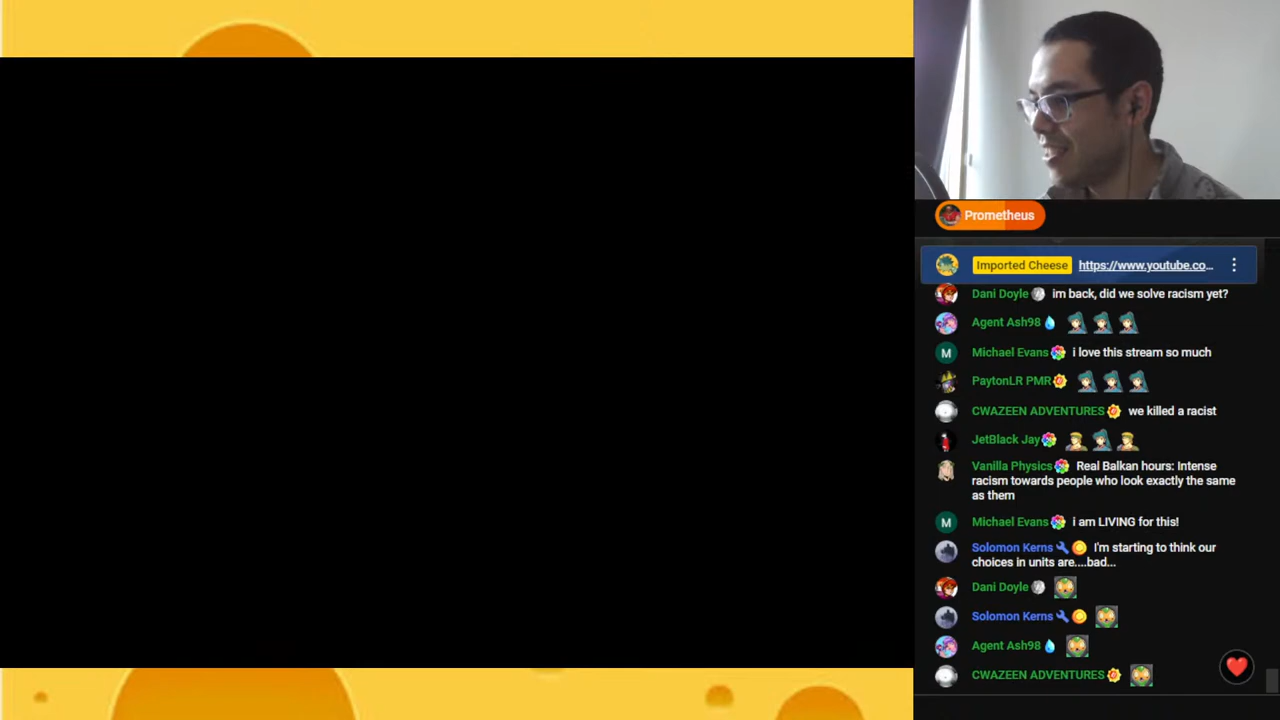 Prometheus
Imported Cheese https://www.youtube.co...
Dani Doyle im back, did we solve racism yet?
Agent Ash98
M Michael Evans i love this stream so much
PaytonLR PMR
CWAZEEN ADVENTURES we killed a racist
JetBlack Jay
Vanilla Physics Real Balkan hours: Intense
racism towards people who look exactly the same
as them
M Michael Evans i am LIVING for this!
Solomon Kerns I'm starting to think our
choices in units are....bad...
Dani Doyle
Solomon Kerns
Agent Ash98
CWAZEEN ADVENTURES